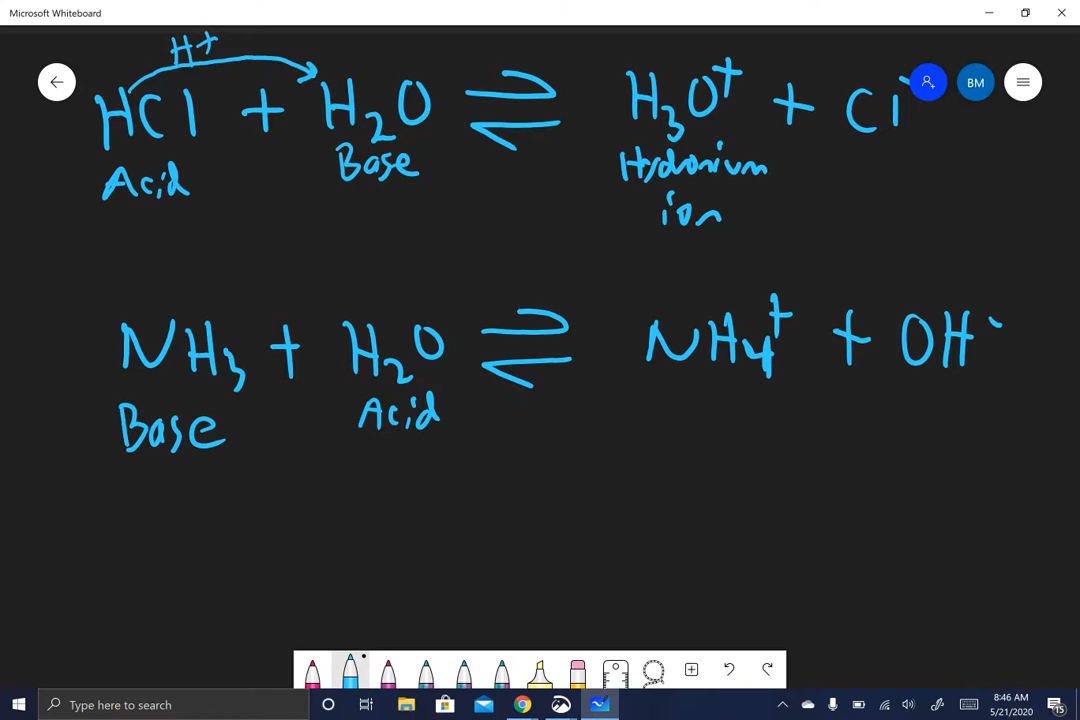 Microsoft Whiteboard
H+
HCl + H₂O ⇌ H₃O⁺ + Cl⁻
BM
Acid Base Hydronium
ion
NH₃ + H₂O ⇌ NH₄⁺ + OH⁻
Base Acid
Type here to search
8:46 AM
5/21/2020
15